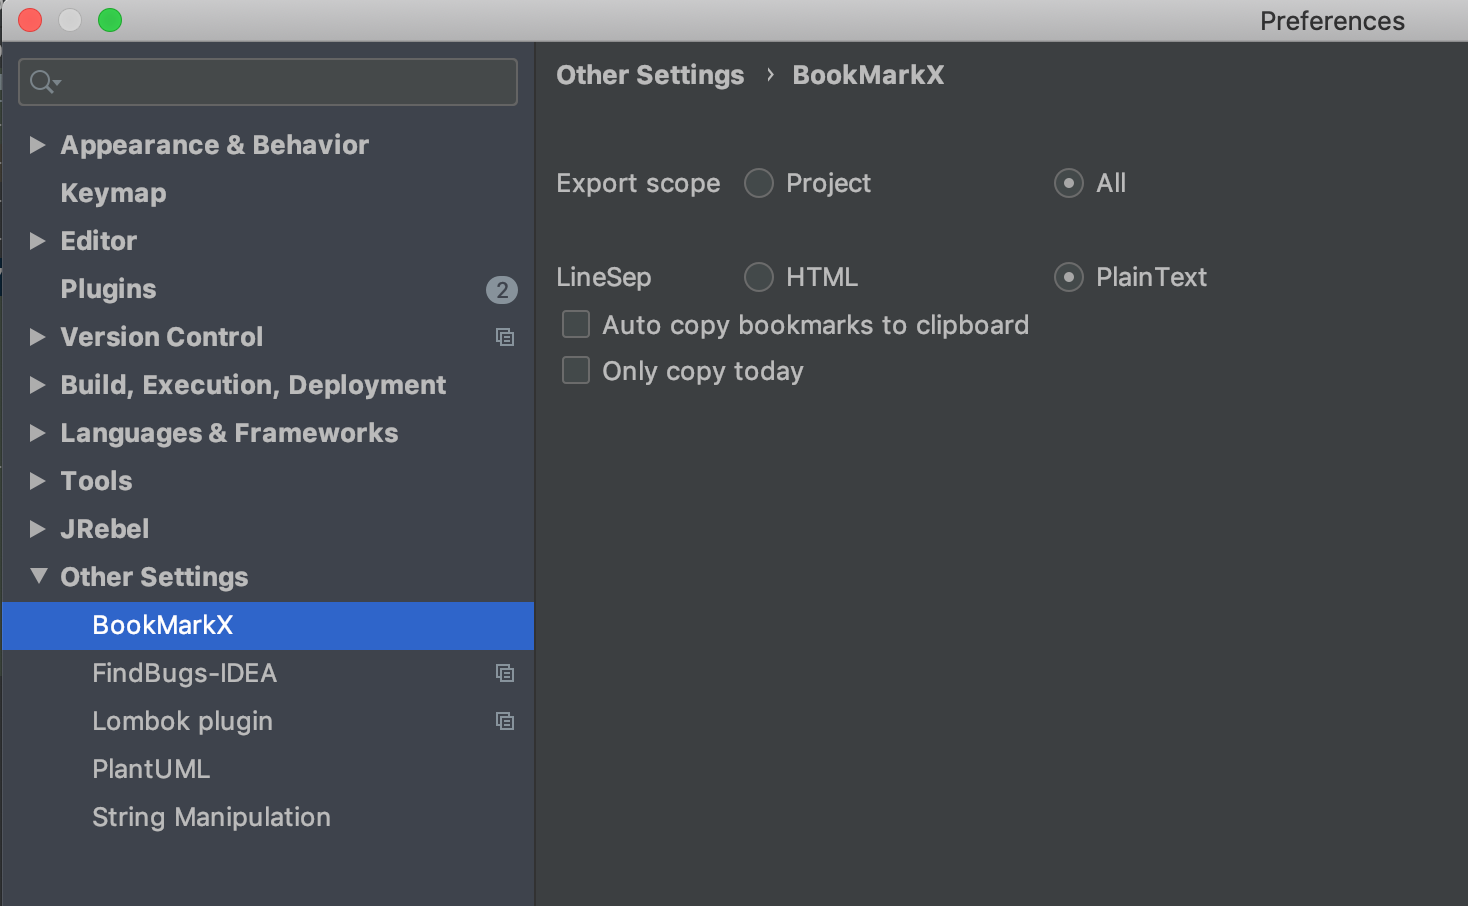 Preferences
Appearance & Behavior
Keymap
Editor
Plugins 2
Version Control
Build, Execution, Deployment
Languages & Frameworks
Tools
JRebel
Other Settings
BookMarkX
FindBugs-IDEA
Lombok plugin
PlantUML
String Manipulation
Other Settings › BookMarkX
Export scope Project All
LineSep HTML PlainText
Auto copy bookmarks to clipboard
Only copy today